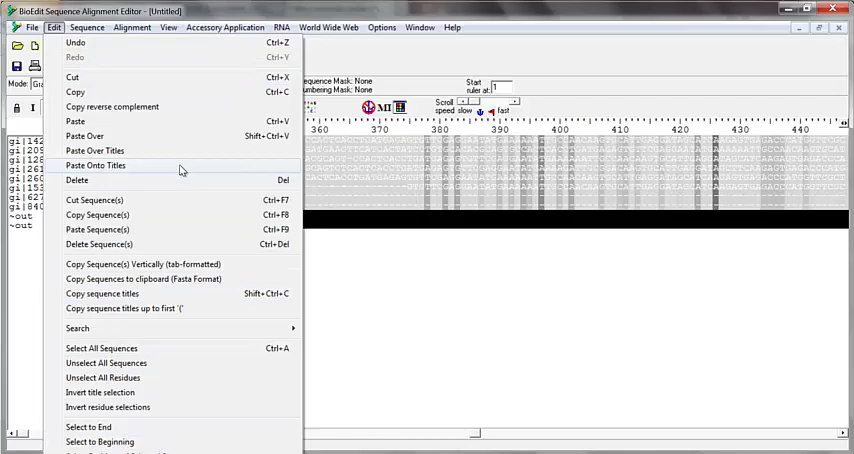 BioEdit Sequence Alignment Editor - [Untitled]
File Edit Sequence Alignment View Accessory Application RNA World Wide Web Options Window Help
Undo Ctrl+Z
Redo Ctrl+Y
Cut Ctrl+X
Copy Ctrl+C
Copy reverse complement
Paste Ctrl+V
Paste Over Shift+Ctrl+V
Paste Over Titles
Paste Onto Titles
Delete Del
Cut Sequence(s) Ctrl+F7
Copy Sequence(s) Ctrl+F8
Paste Sequence(s) Ctrl+F9
Delete Sequence(s) Ctrl+Del
Copy Sequence(s) Vertically (tab-formatted)
Copy Sequences to clipboard (Fasta Format)
Copy sequence titles Shift+Ctrl+C
Copy sequence titles up to first '('
Search
Select All Sequences Ctrl+A
Unselect All Sequences
Unselect All Residues
Invert title selection
Invert residue selections
Select to End
Select to Beginning
Mode:
I
gi|142
gi|209
gi|128
gi|261
gi|260
gi|153
gi|627
gi|840
~out
~out
equence Mask: None
umbering Mask: None
Start
ruler at: 1
MI
Scroll
speed slow fast
360 370 380 390 400 410 420 430 440